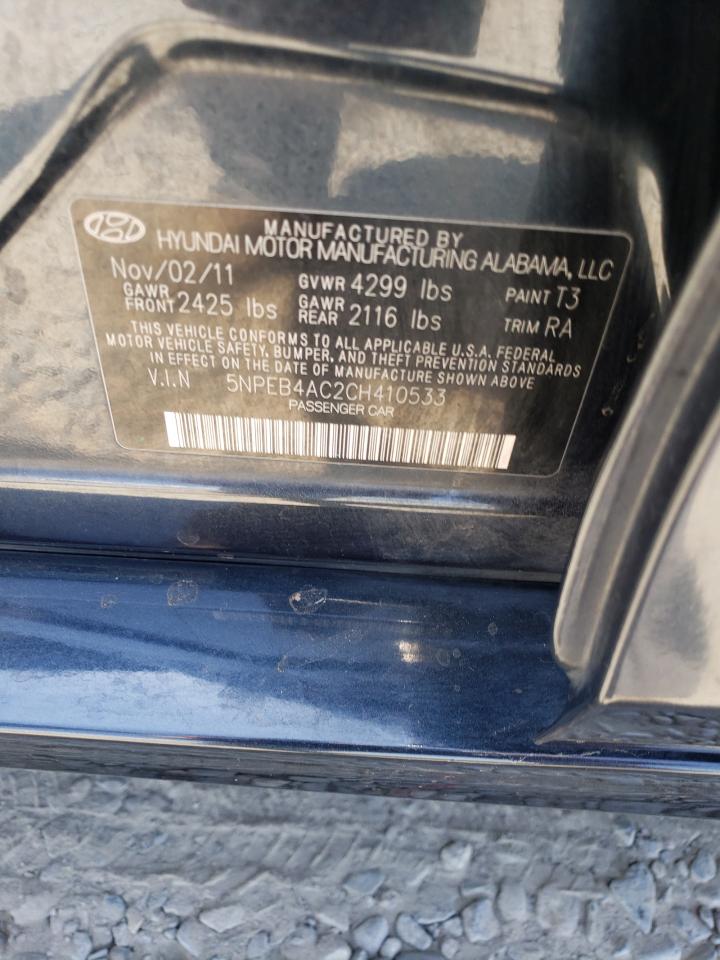 MANUFACTURED BY
HYUNDAI MOTOR MANUFACTURING ALABAMA, LLC
Nov/02/11 GVWR 4299 lbs PAINT T3
GAWR FRONT 2425 lbs GAWR REAR 2116 lbs TRIM RA
THIS VEHICLE CONFORMS TO ALL APPLICABLE U.S.A. FEDERAL
MOTOR VEHICLE SAFETY, BUMPER, AND THEFT PREVENTION STANDARDS
IN EFFECT ON THE DATE OF MANUFACTURE SHOWN ABOVE
V.I.N 5NPEB4AC2CH410533
PASSENGER CAR